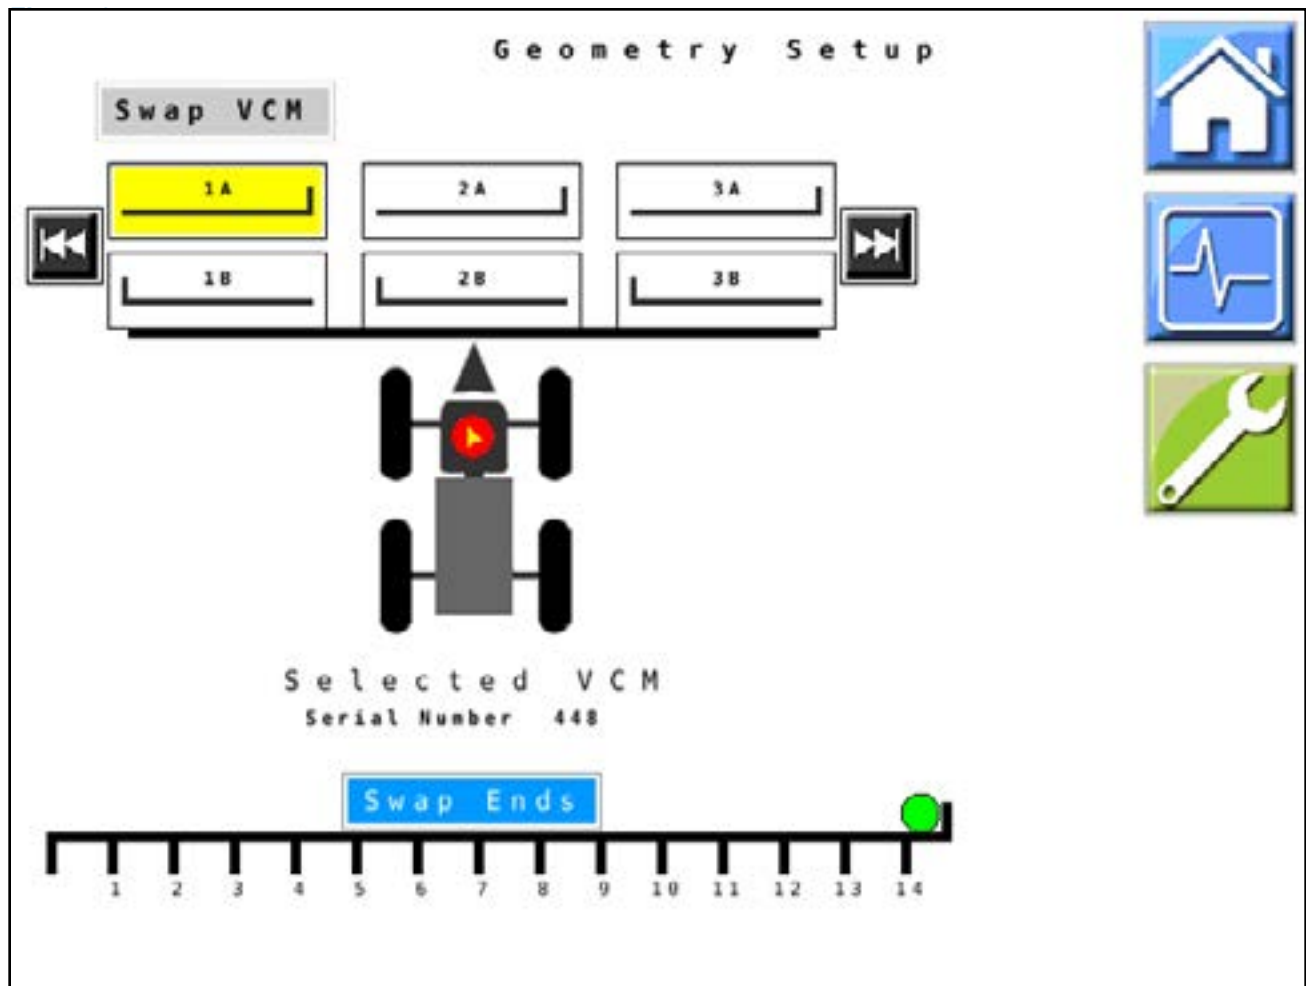 Geometry Setup
Swap VCM
1A 2A 3A
1B 2B 3B
Selected VCM
Serial Number 448
Swap Ends
1 2 3 4 5 6 7 8 9 10 11 12 13 14